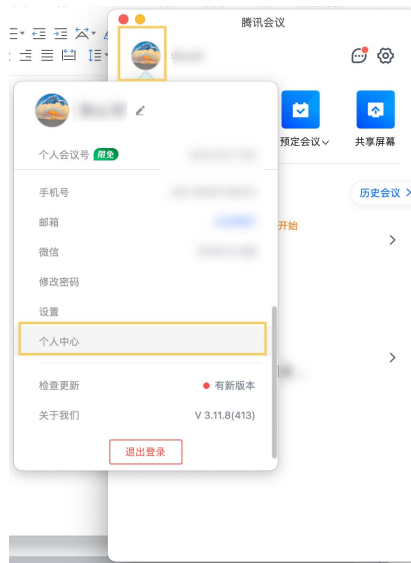 腾讯会议
预定会议
共享屏幕
个人会议号 限免
手机号
历史会议
邮箱
开始
微信
修改密码
设置
个人中心
检查更新 有新版本
关于我们 V 3.11.8(413)
退出登录